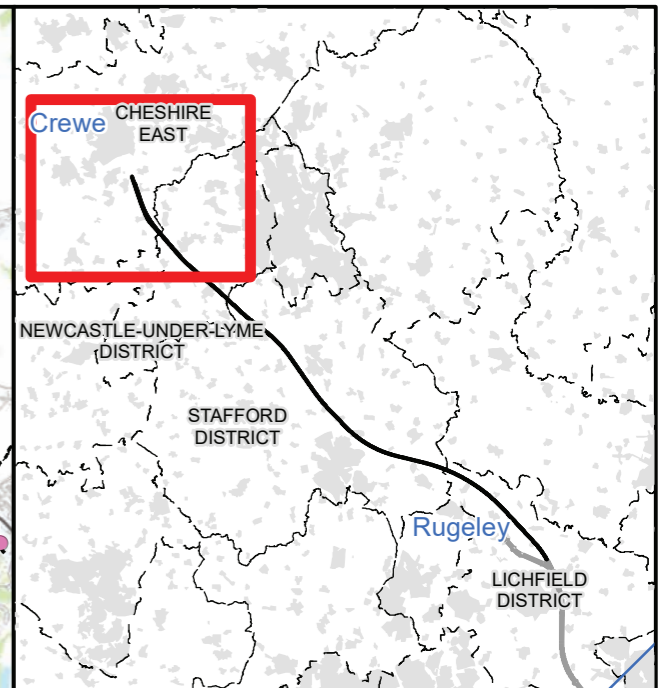 Crewe
CHESHIRE
EAST
NEWCASTLE-UNDER-LYME
DISTRICT
STAFFORD
DISTRICT
Rugeley
LICHFIELD
DISTRICT